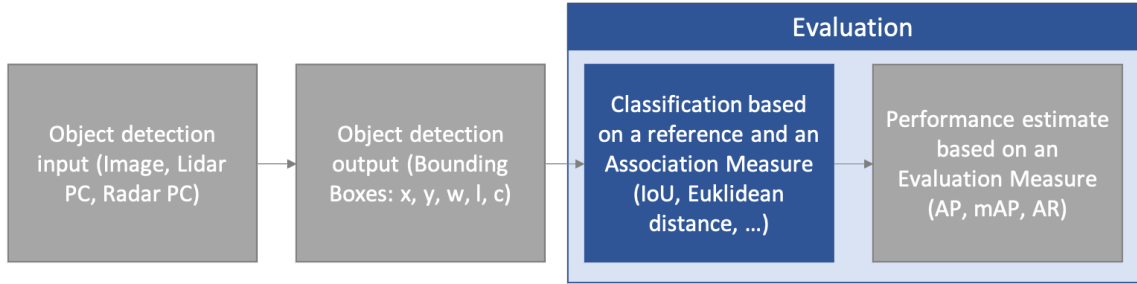 Evaluation
Object detection
input (Image, Lidar
PC, Radar PC)
Object detection
output (Bounding
Boxes: x, y, w, l, c)
Classification based
on a reference and an
Association Measure
(IoU, Euklidean
distance, ...)
Performance estimate
based on an
Evaluation Measure
(AP, mAP, AR)